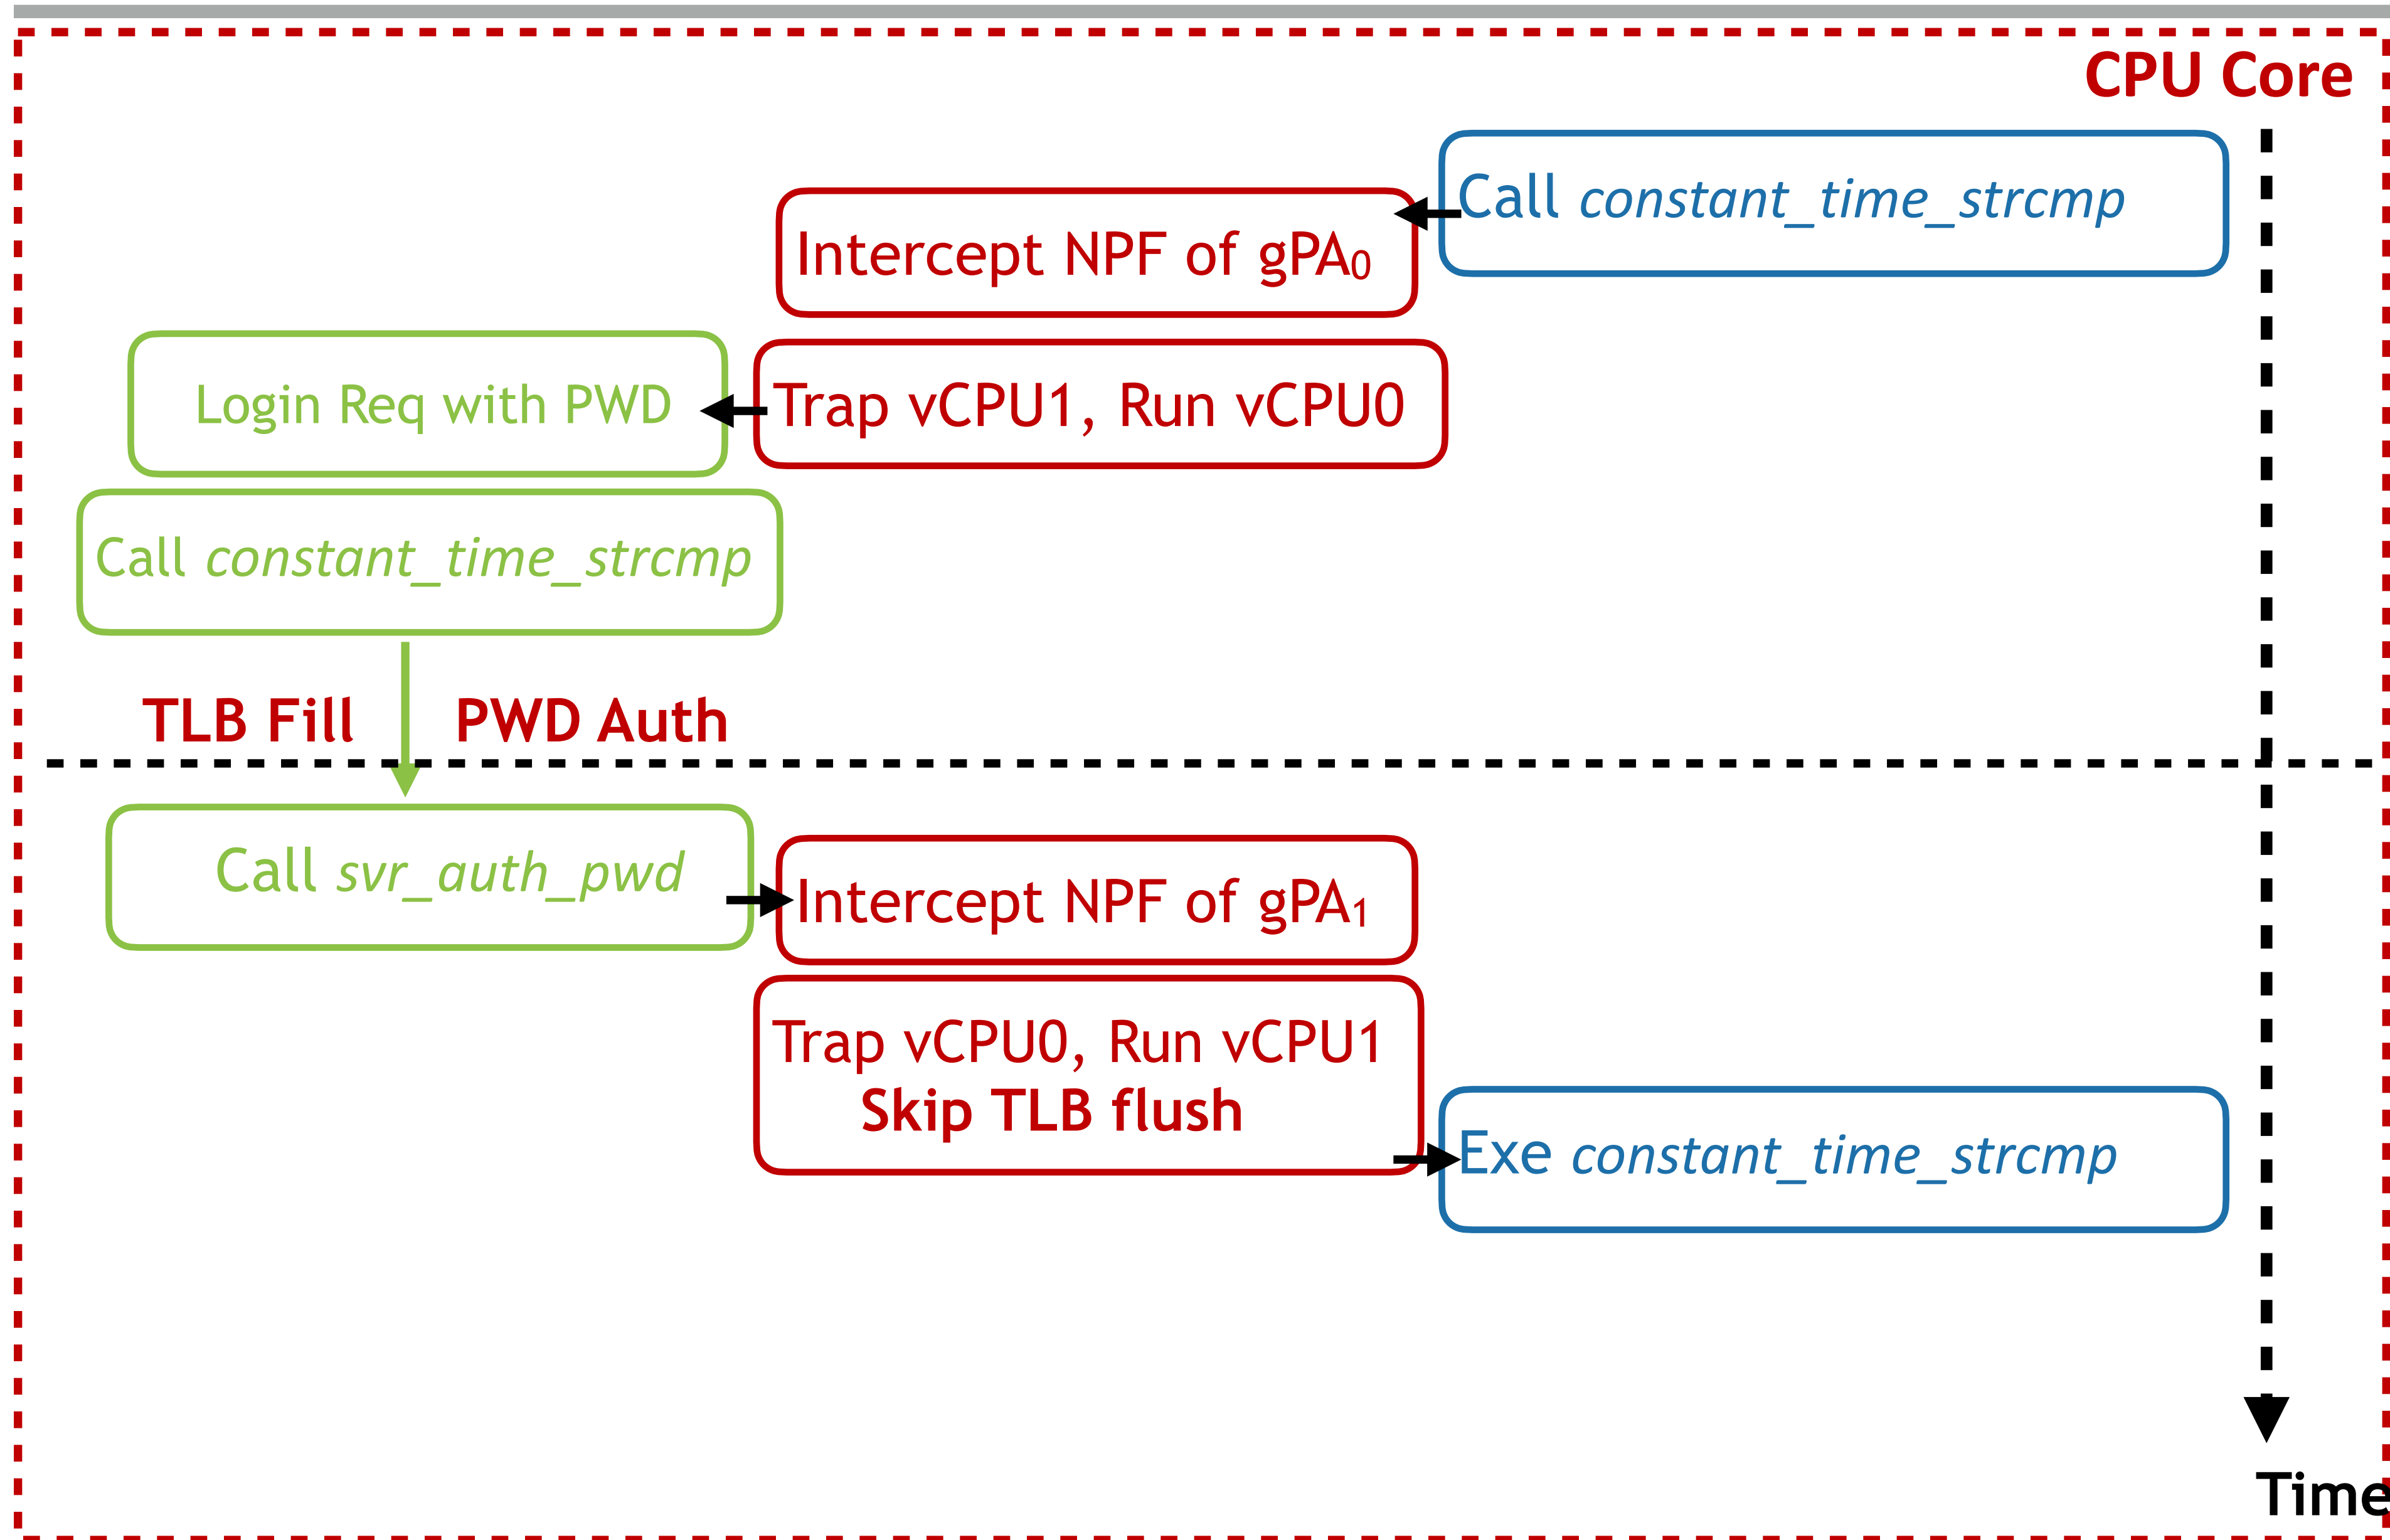 CPU Core
Call constant_time_strcmp
Intercept NPF of gPA₀
Trap vCPU1, Run vCPU0
Login Req with PWD
Call constant_time_strcmp
TLB Fill
PWD Auth
Call svr_auth_pwd
Intercept NPF of gPA₁
Trap vCPU0, Run vCPU1
Skip TLB flush
Exe constant_time_strcmp
Time